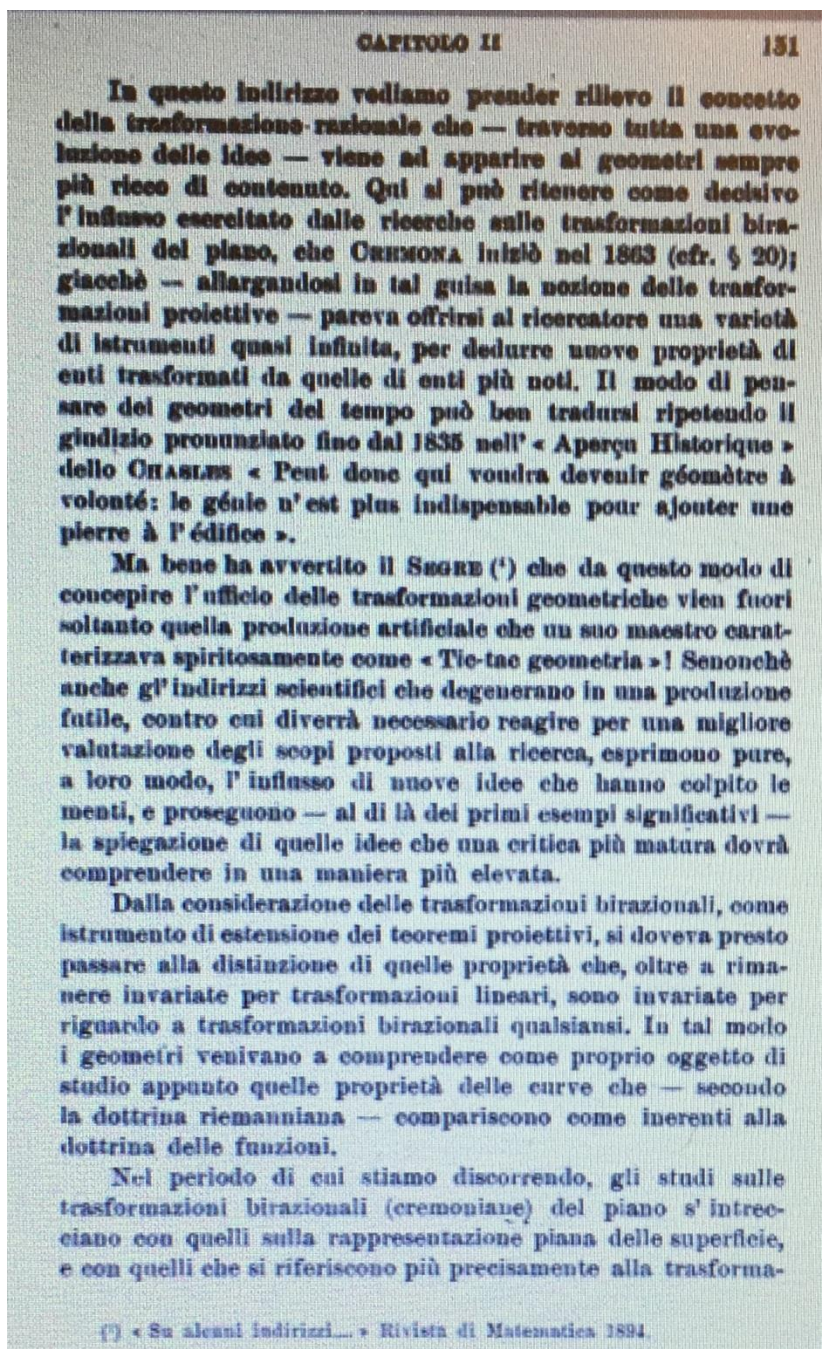 CAPITOLO II 151
In questo indirizzo vediamo prender rilievo il concetto
della trasformazione razionale che — traverso tutta una evo-
luzione delle idee — viene ad apparire ai geometri sempre
più ricco di contenuto. Qui si può ritenere come decisivo
l'influsso esercitato dalle ricerche sulle trasformazioni bira-
zionali del piano, che CREMONA iniziò nel 1863 (cfr. § 20);
giacchè — allargandosi in tal guisa la nozione delle trasfor-
mazioni proiettive — pareva offrirsi al ricercatore una varietà
di istrumenti quasi infinita, per dedurre nuove proprietà di
enti trasformati da quelle di enti più noti. Il modo di pen-
sare dei geometri del tempo può ben tradursi ripetendo il
giudizio pronunziato fino dal 1835 nell' « Aperçu Historique »
dello CHASLES « Peut donc qui voudra devenir géomètre à
volonté: le génie n'est plus indispensable pour ajouter une
pierre à l'édifice ».
Ma bene ha avvertito il SEGRE (¹) che da questo modo di
concepire l'ufficio delle trasformazioni geometriche vien fuori
soltanto quella produzione artificiale che un suo maestro carat-
terizzava spiritosamente come « Tic-tac geometria »! Senonchè
anche gl'indirizzi scientifici che degenerano in una produzione
futile, contro cui diverrà necessario reagire per una migliore
valutazione degli scopi proposti alla ricerca, esprimono pure,
a loro modo, l'influsso di nuove idee che hanno colpito le
menti, e proseguono — al di là dei primi esempi significativi —
la spiegazione di quelle idee che una critica più matura dovrà
comprendere in una maniera più elevata.
Dalla considerazione delle trasformazioni birazionali, come
istrumento di estensione dei teoremi proiettivi, si doveva presto
passare alla distinzione di quelle proprietà che, oltre a rima-
nere invariate per trasformazioni lineari, sono invariate per
riguardo a trasformazioni birazionali qualsiansi. In tal modo
i geometri venivano a comprendere come proprio oggetto di
studio appunto quelle proprietà delle curve che — secondo
la dottrina riemanniana — compariscono come inerenti alla
dottrina delle funzioni.
Nel periodo di cui stiamo discorrendo, gli studi sulle
trasformazioni birazionali (cremoniane) del piano s'intrec-
ciano con quelli sulla rappresentazione piana delle superficie,
e con quelli che si riferiscono più precisamente alla trasforma-
(¹) « Su alcuni indirizzi.... » Rivista di Matematica 1894.